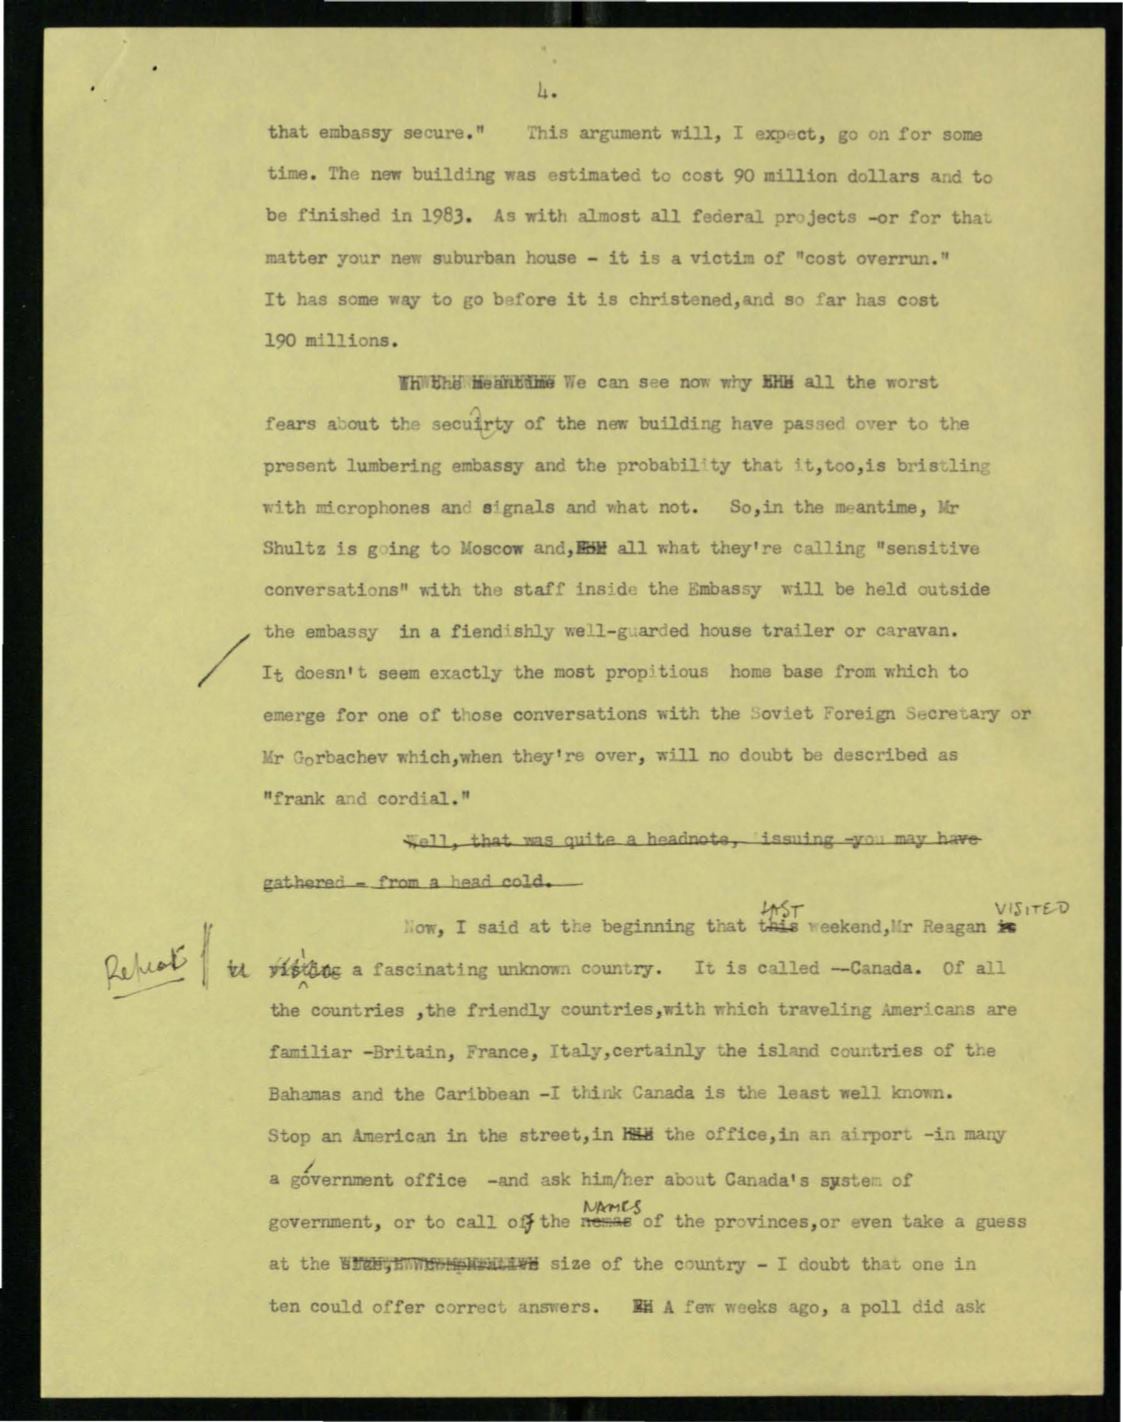 4.
that embassy secure."    This argument will, I expect, go on for some
time. The new building was estimated to cost 90 million dollars and to
be finished in 1983.  As with almost all federal projects -or for that
matter your new suburban house - it is a victim of "cost overrun."
It has some way to go before it is christened,and so far has cost
190 millions.
In the meantime We can see now why all the worst
fears about the secuirty of the new building have passed over to the
present lumbering embassy and the probability that it,too,is bristling
with microphones and signals and what not.   So,in the meantime, Mr
Shultz is going to Moscow and, all what they're calling "sensitive
conversations" with the staff inside the Embassy  will be held outside
the embassy  in a fiendishly well-guarded house trailer or caravan.
It doesn't seem exactly the most propitious  home base from which to
emerge for one of those conversations with the Soviet Foreign Secretary or
Mr Gorbachev which,when they're over, will no doubt be described as
"frank and cordial."
Well, that was quite a headnote,  issuing -you may have
gathered - from a head cold.
LAST VISITED
Now, I said at the beginning that this weekend,Mr Reagan is
Repeat visiting a fascinating unknown country.   It is called --Canada.  Of all
the countries ,the friendly countries,with which traveling Americans are
familiar -Britain, France, Italy,certainly the island countries of the
Bahamas and the Caribbean -I think Canada is the least well known.
Stop an American in the street,in the office,in an airport -in many
a government office  -and ask him/her about Canada's system of
NAMES
government, or to call off the nemas of the provinces,or even take a guess
at the size of the country - I doubt that one in
ten could offer correct answers.   A few weeks ago, a poll did ask